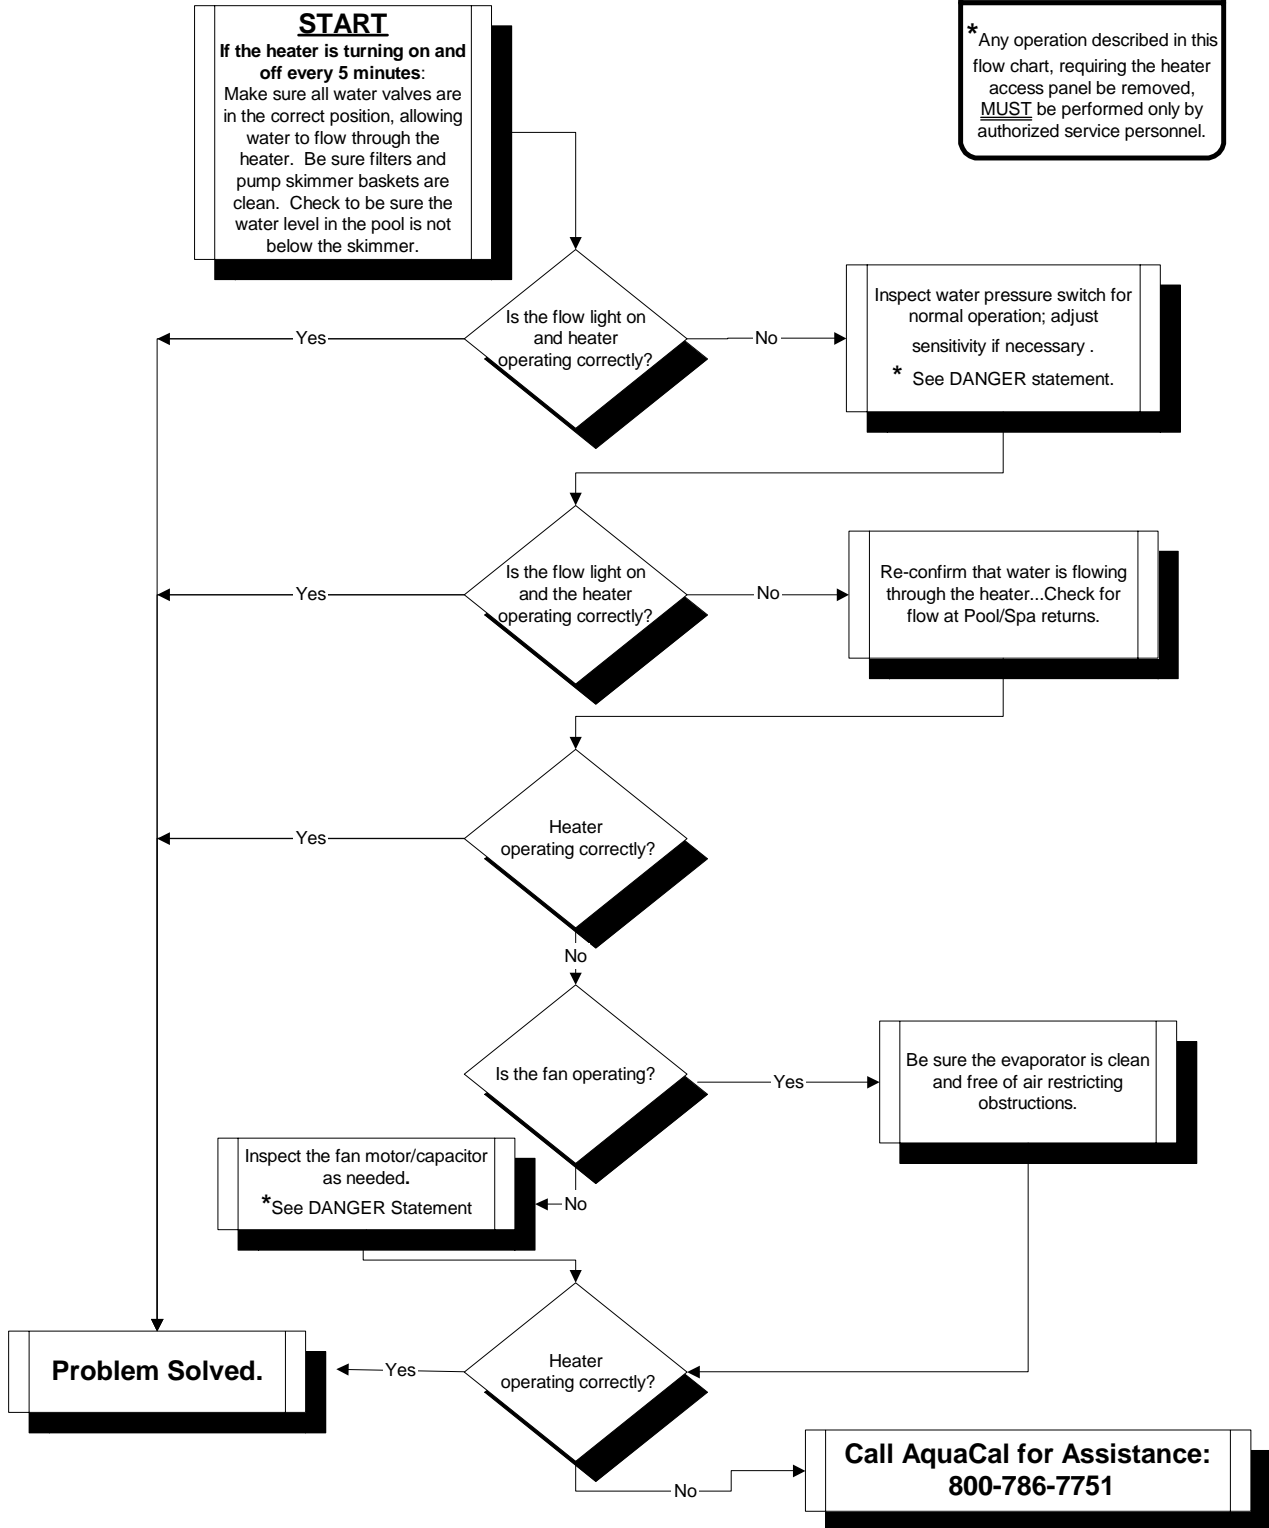 START
If the heater is turning on and
off every 5 minutes:
Make sure all water valves are
in the correct position, allowing
water to flow through the
heater. Be sure filters and
pump skimmer baskets are
clean. Check to be sure the
water level in the pool is not
below the skimmer.
*Any operation described in this
flow chart, requiring the heater
access panel be removed,
MUST be performed only by
authorized service personnel.
Is the flow light on
and heater
operating correctly?
Yes
No
Inspect water pressure switch for
normal operation; adjust
sensitivity if necessary .
* See DANGER statement.
Is the flow light on
and the heater
operating correctly?
Yes
No
Re-confirm that water is flowing
through the heater...Check for
flow at Pool/Spa returns.
Heater
operating correctly?
Yes
No
Is the fan operating?
Yes
Be sure the evaporator is clean
and free of air restricting
obstructions.
No
Inspect the fan motor/capacitor
as needed.
*See DANGER Statement
Heater
operating correctly?
Yes
Problem Solved.
No
Call AquaCal for Assistance:
800-786-7751